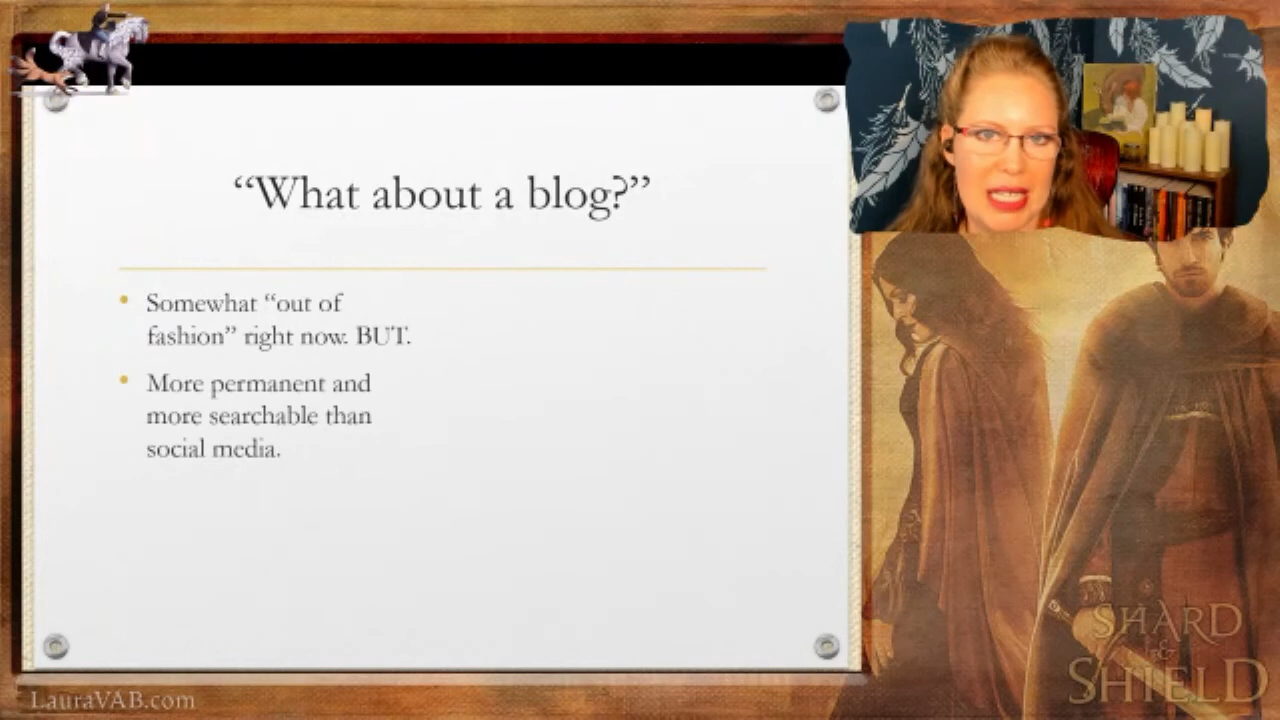 “What about a blog?”
Somewhat “out of
fashion” right now. BUT.
More permanent and
more searchable than
social media.
SHARD
&
SHIELD
LauraVAB.com